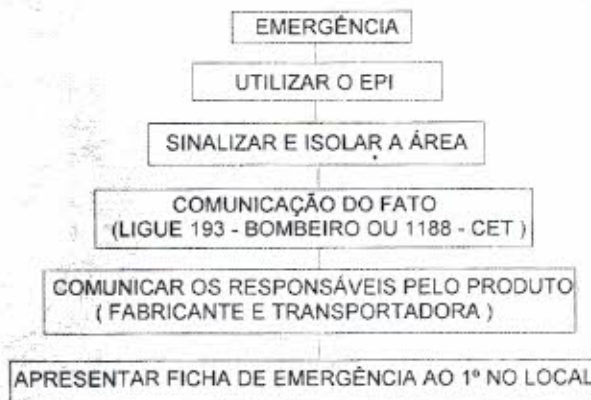 EMERGÊNCIA
UTILIZAR O EPI
SINALIZAR E ISOLAR A ÁREA
COMUNICAÇÃO DO FATO
(LIGUE 193 - BOMBEIRO OU 1188 - CET )
COMUNICAR OS RESPONSÁVEIS PELO PRODUTO
( FABRICANTE E TRANSPORTADORA )
APRESENTAR FICHA DE EMERGÊNCIA AO 1º NO LOCAL